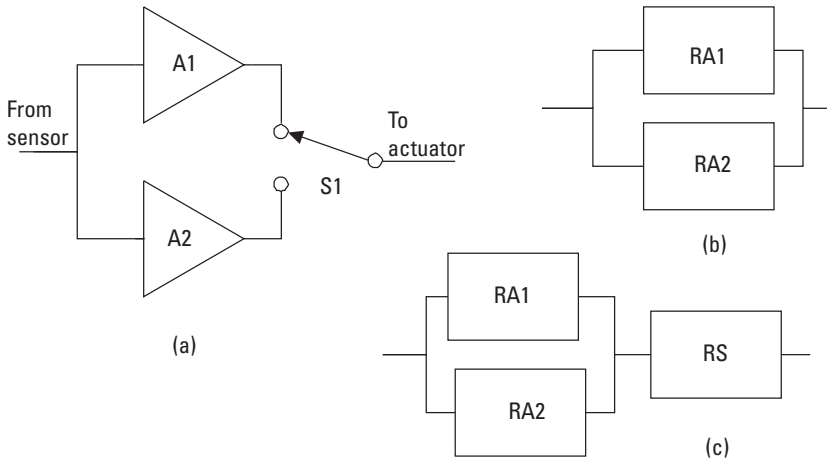 A1
From
sensor
To
actuator
S1
A2
(a)
RA1
RA2
(b)
RA1
RS
RA2
(c)